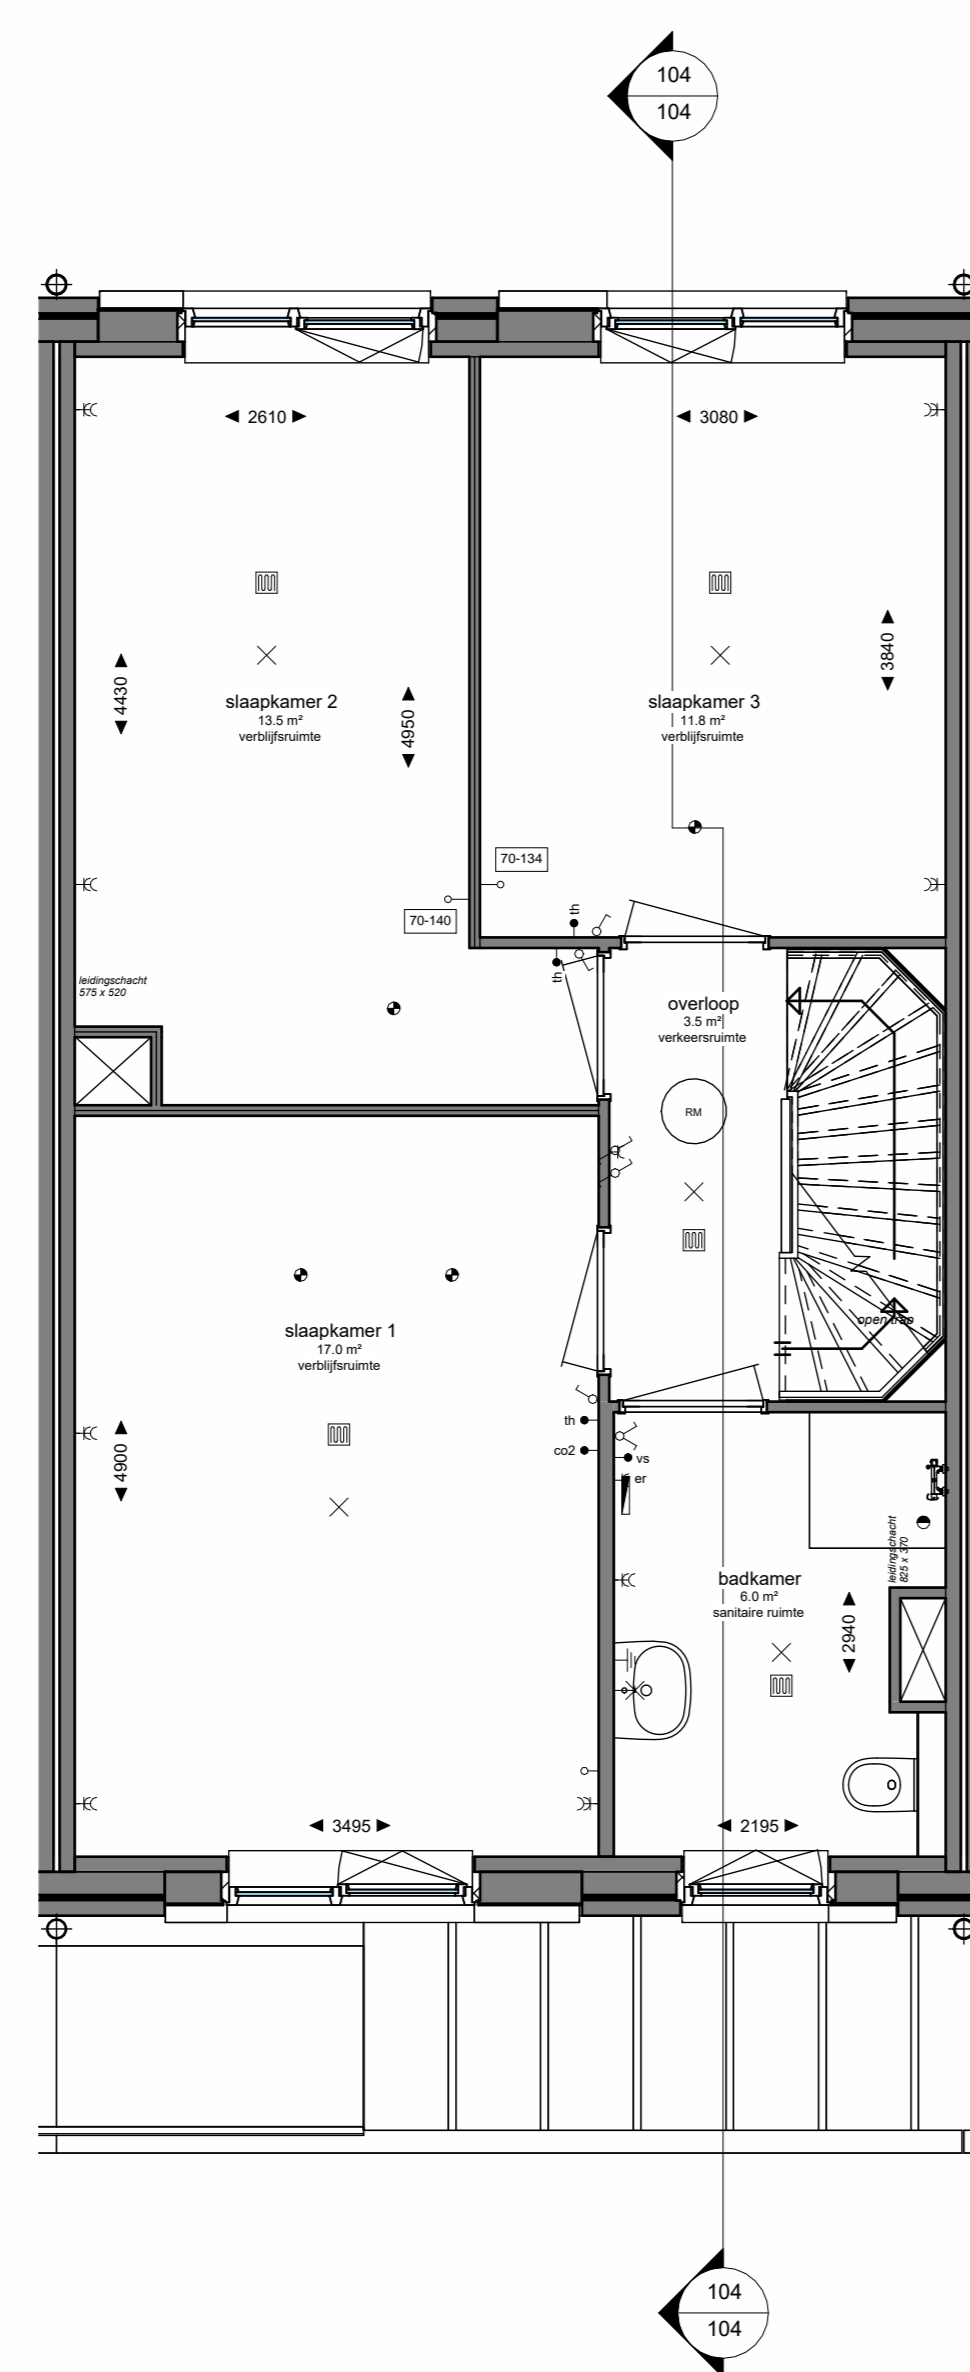 104
104
2610
3080
4430
4950
3840
slaapkamer 2
13.5 m²
verblijfsruimte
slaapkamer 3
11.8 m²
verblijfsruimte
70-134
70-140
th
th
leidingschacht
575 x 520
overloop
3.5 m²
verkeersruimte
RM
open trap
slaapkamer 1
17.0 m²
verblijfsruimte
4900
th
co2
vs
er
leidingschacht
825 x 370
badkamer
6.0 m²
sanitaire ruimte
2940
3495
2195
104
104